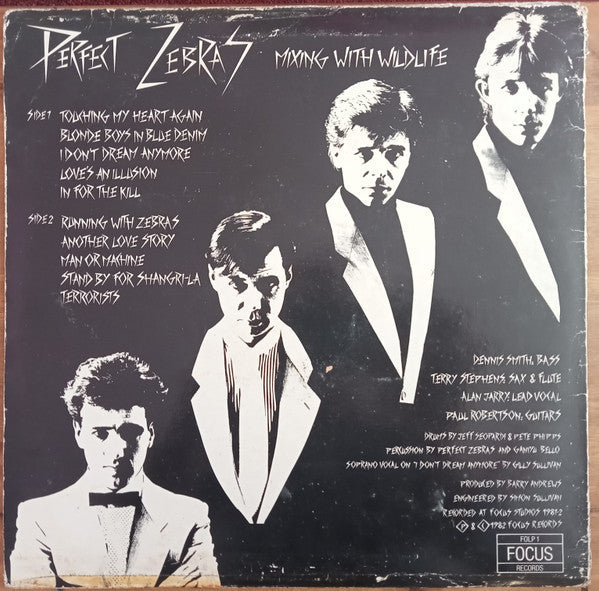 PERFECT ZEBRAS MIXING WITH WILDLIFE
SIDE 1 TOUCHING MY HEART AGAIN
BLONDE BOYS IN BLUE DENIM
I DON'T DREAM ANYMORE
LOVE'S AN ILLUSION
IN FOR THE KILL
SIDE 2 RUNNING WITH ZEBRAS
ANOTHER LOVE STORY
MAN OR MACHINE
STAND BY FOR SHANGRI-LA
TERRORISTS
DENNIS SMITH, BASS
TERRY STEPHENS, SAX & FLUTE
ALAN JARRY, LEAD VOCAL
PAUL ROBERTSON, GUITARS
DRUMS BY JEFF SEOPARDI & PETE PHIPPS
PERCUSSION BY PERFECT ZEBRAS AND GANISU BELLO
SOPRANO VOCAL ON "I DON'T DREAM ANYMORE" BY GILLY SULLIVAN
PRODUCED BY BARRY ANDREWS
ENGINEERED BY SIMON SULLIVAN
RECORDED AT FOCUS STUDIOS 1981-2
Ⓟ & Ⓒ 1982 FOCUS RECORDS
FOLP 1
FOCUS
RECORDS